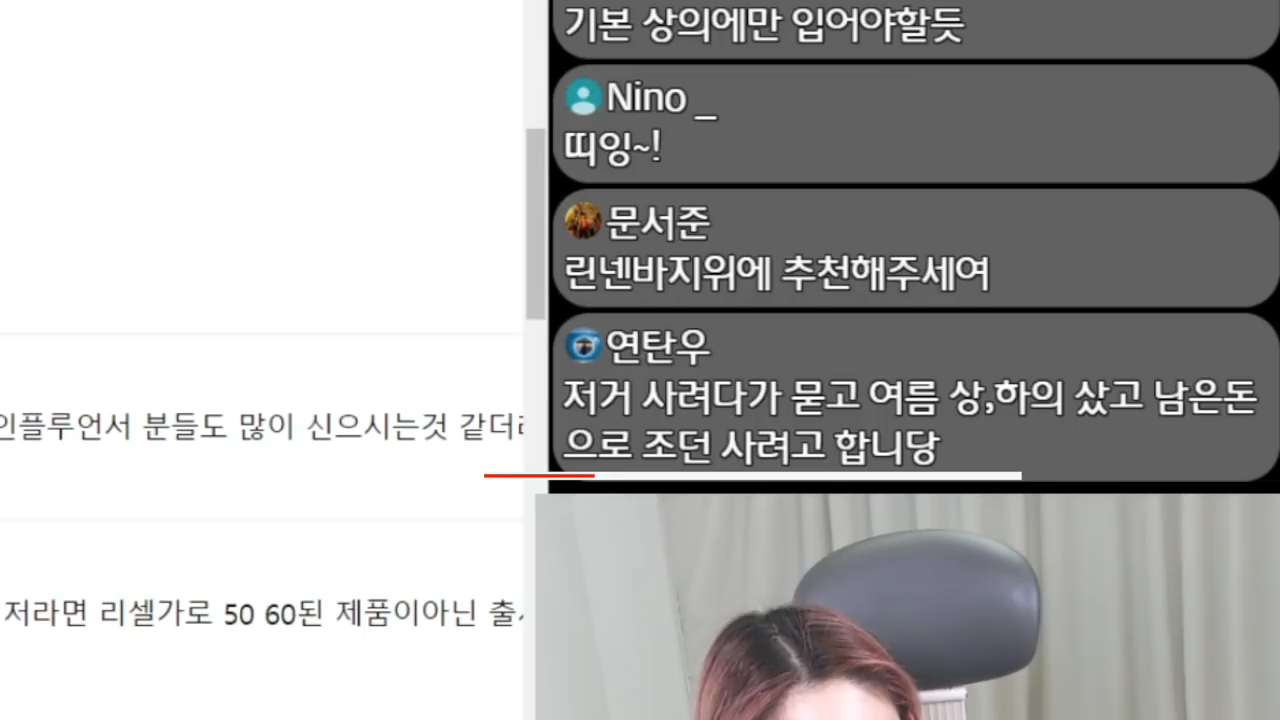 기본 상의에만 입어야할듯
Nino _
띠잉~!
문서준
린넨바지위에 추천해주세여
연탄우
저거 사려다가 묻고 여름 상,하의 샀고 남은돈
으로 조던 사려고 합니당
인플루언서 분들도 많이 신으시는것 같더
저라면 리셀가로 50 60된 제품이아닌 출